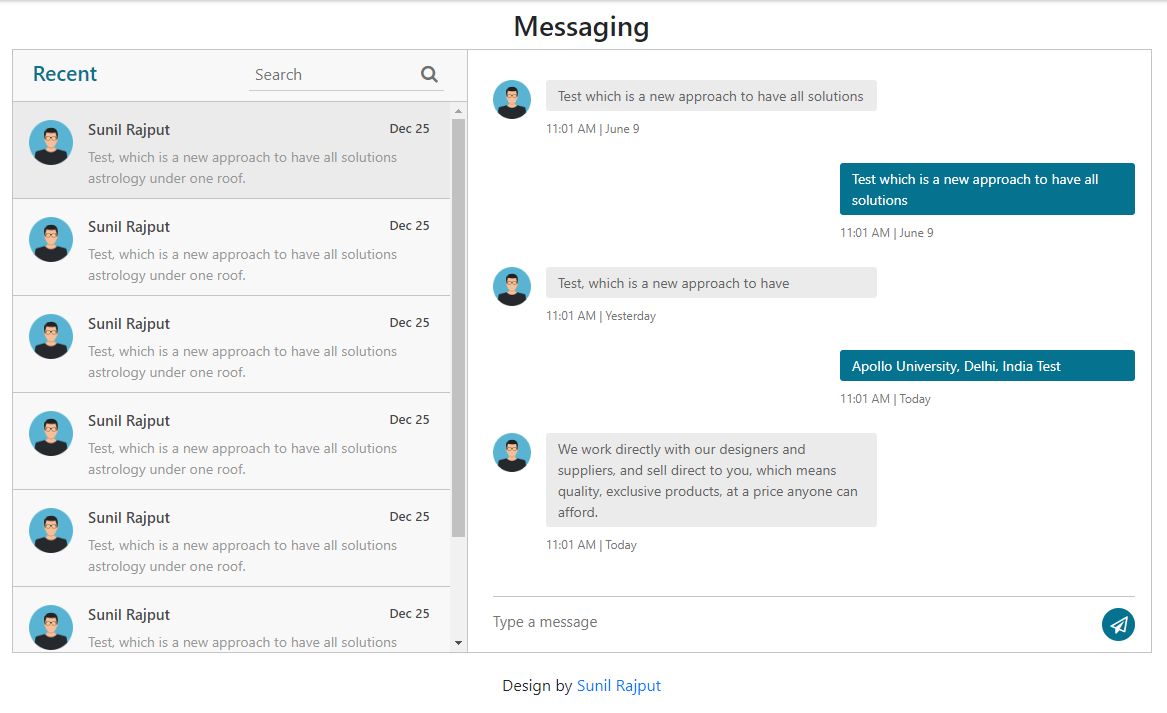 Messaging
Recent
Search
Sunil Rajput
Dec 25
Test, which is a new approach to have all solutions
astrology under one roof.
Sunil Rajput
Dec 25
Test, which is a new approach to have all solutions
astrology under one roof.
Sunil Rajput
Dec 25
Test, which is a new approach to have all solutions
astrology under one roof.
Sunil Rajput
Dec 25
Test, which is a new approach to have all solutions
astrology under one roof.
Sunil Rajput
Dec 25
Test, which is a new approach to have all solutions
astrology under one roof.
Sunil Rajput
Dec 25
Test, which is a new approach to have all solutions
Test which is a new approach to have all solutions
11:01 AM | June 9
Test which is a new approach to have all
solutions
11:01 AM | June 9
Test, which is a new approach to have
11:01 AM | Yesterday
Apollo University, Delhi, India Test
11:01 AM | Today
We work directly with our designers and
suppliers, and sell direct to you, which means
quality, exclusive products, at a price anyone can
afford.
11:01 AM | Today
Type a message
Design by Sunil Rajput